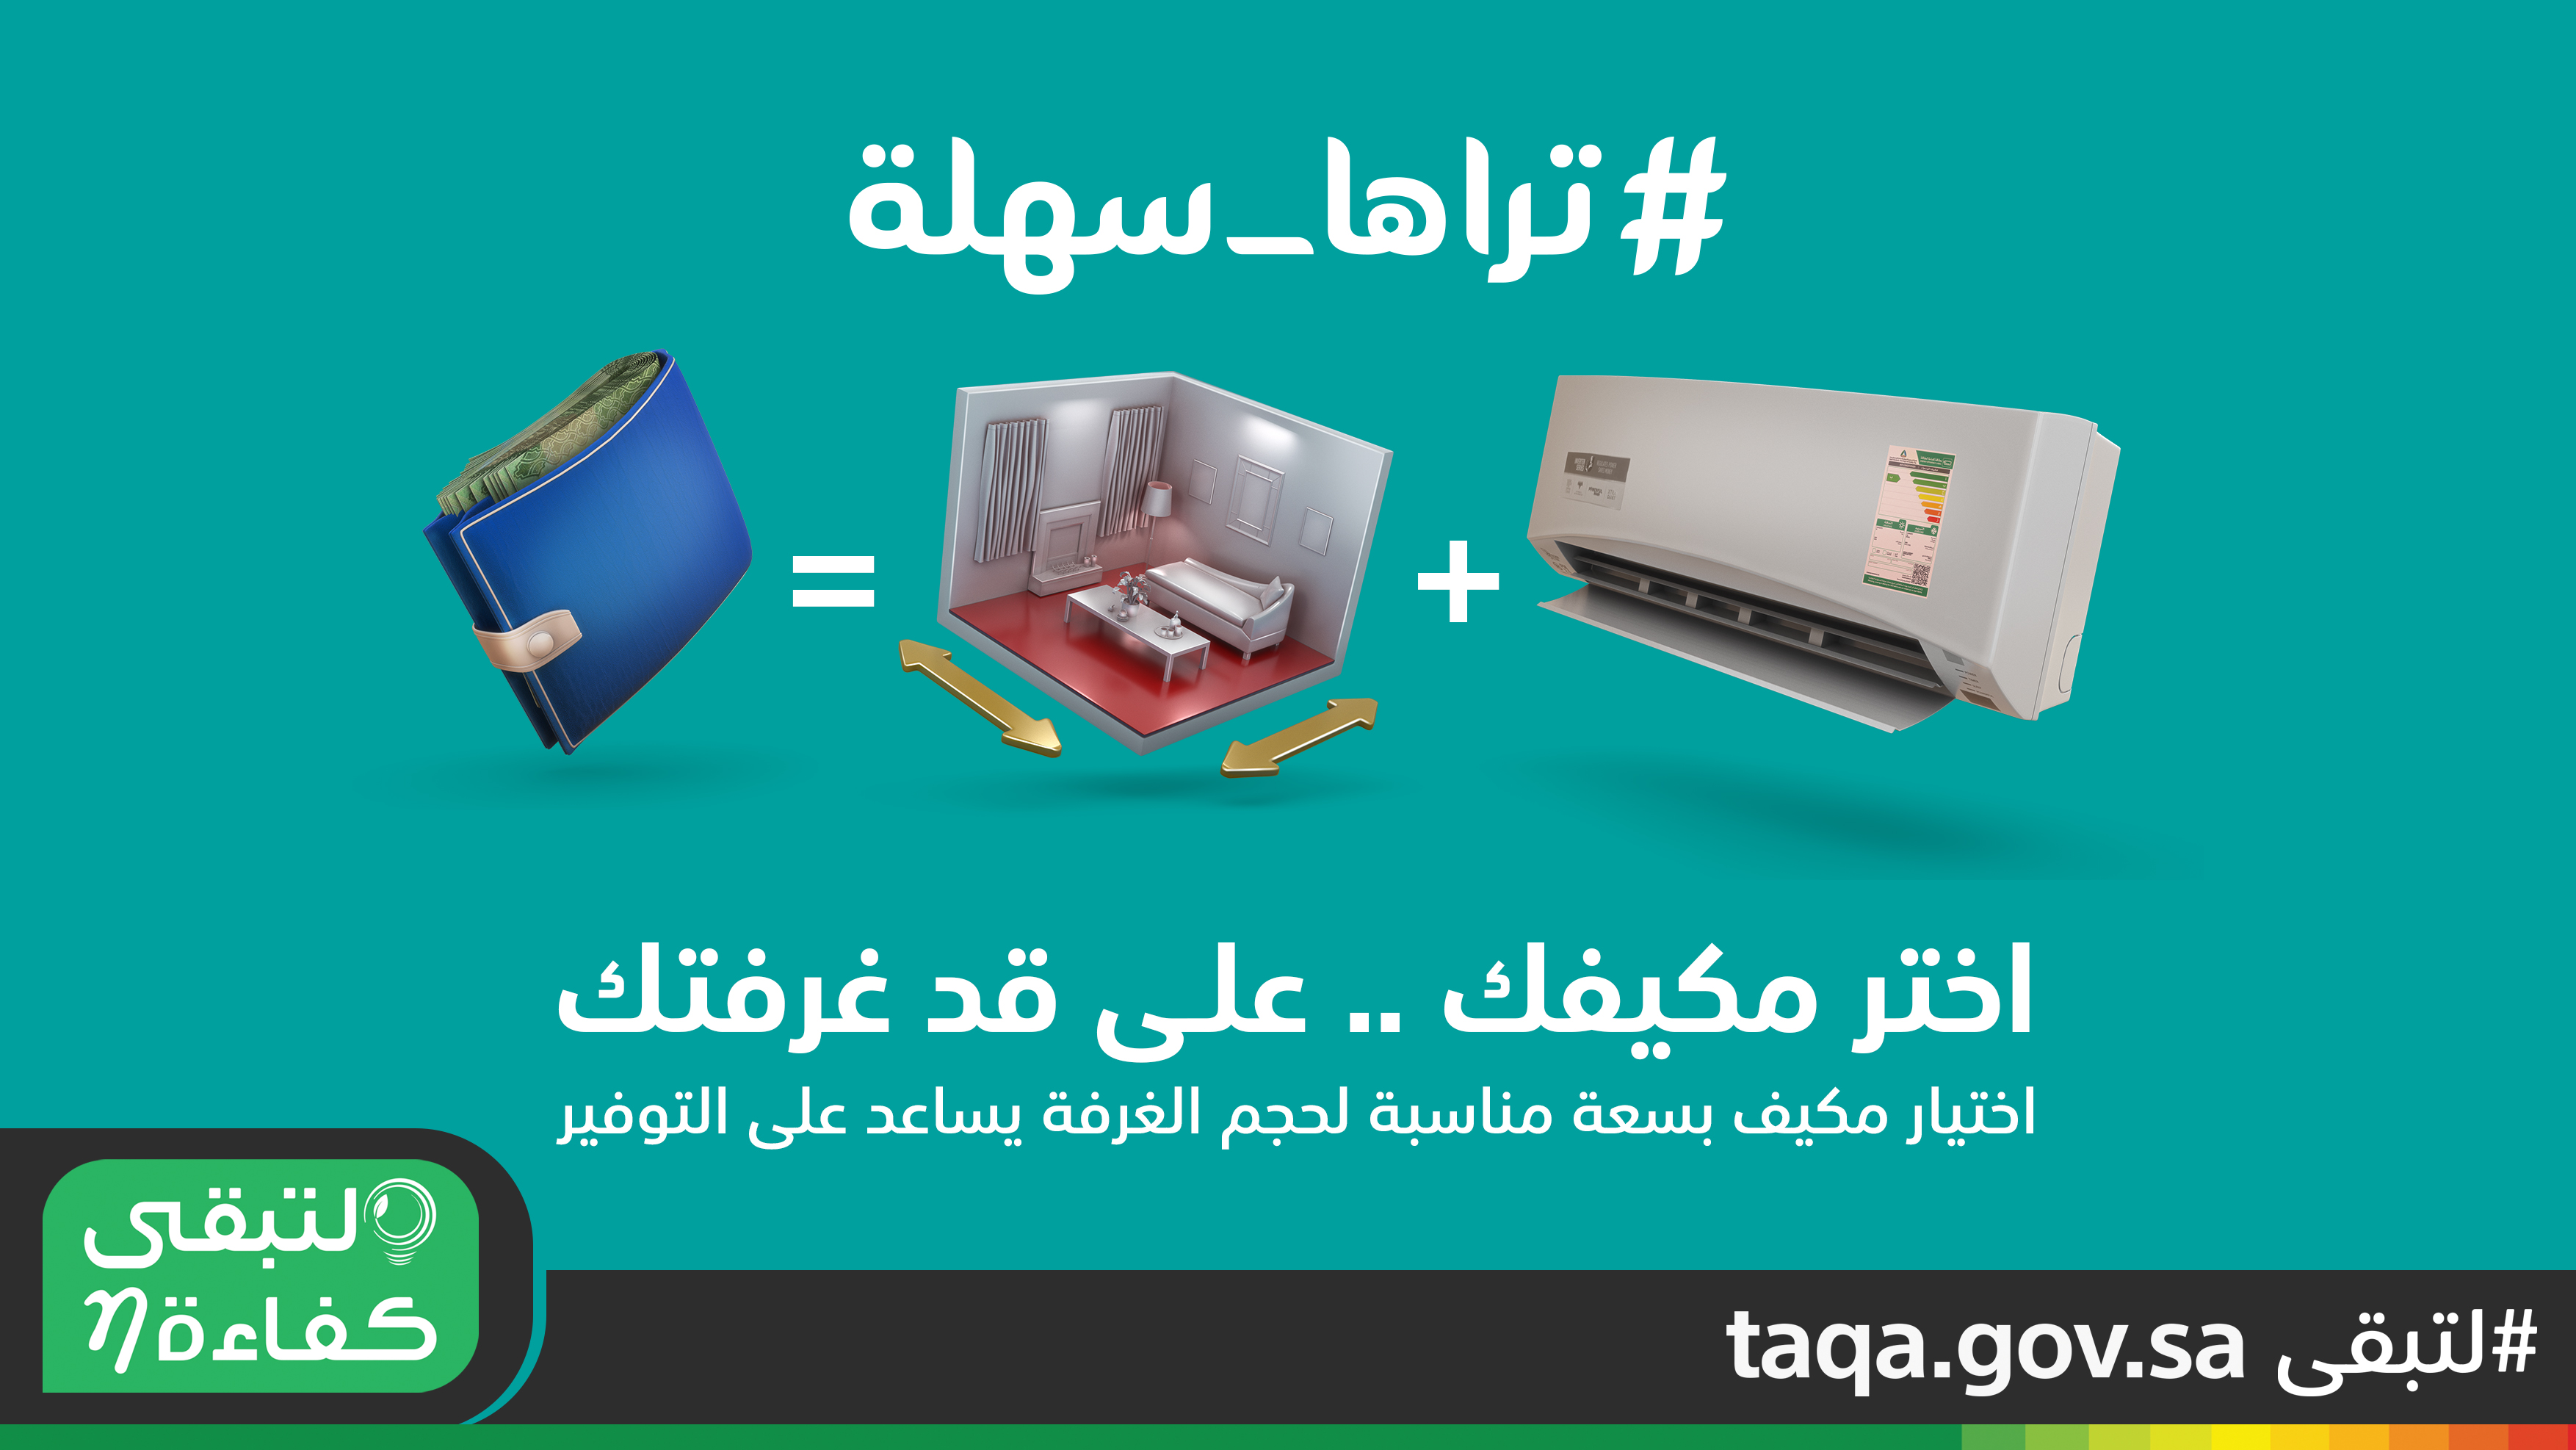 #تراها_سهلة
+
=
اختر مكيفك .. على قد غرفتك
اختيار مكيف بسعة مناسبة لحجم الغرفة يساعد على التوفير
لتبقى
كفاءة η
#لتبقى taqa.gov.sa